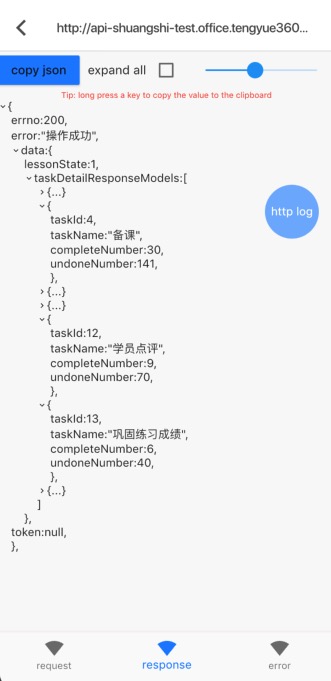 http://api-shuangshi-test.office.tengyue360...
copy json expand all
Tip: long press a key to copy the value to the clipboard
{
errno:200,
error:"操作成功",
data:{
lessonState:1,
taskDetailResponseModels:[
{...}
{
taskId:4,
taskName:"备课",
completeNumber:30,
undoneNumber:141,
},
{...}
{...}
{
taskId:12,
taskName:"学员点评",
completeNumber:9,
undoneNumber:70,
},
{
taskId:13,
taskName:"巩固练习成绩",
completeNumber:6,
undoneNumber:40,
},
{...}
]
},
token:null,
},
http log
request response error